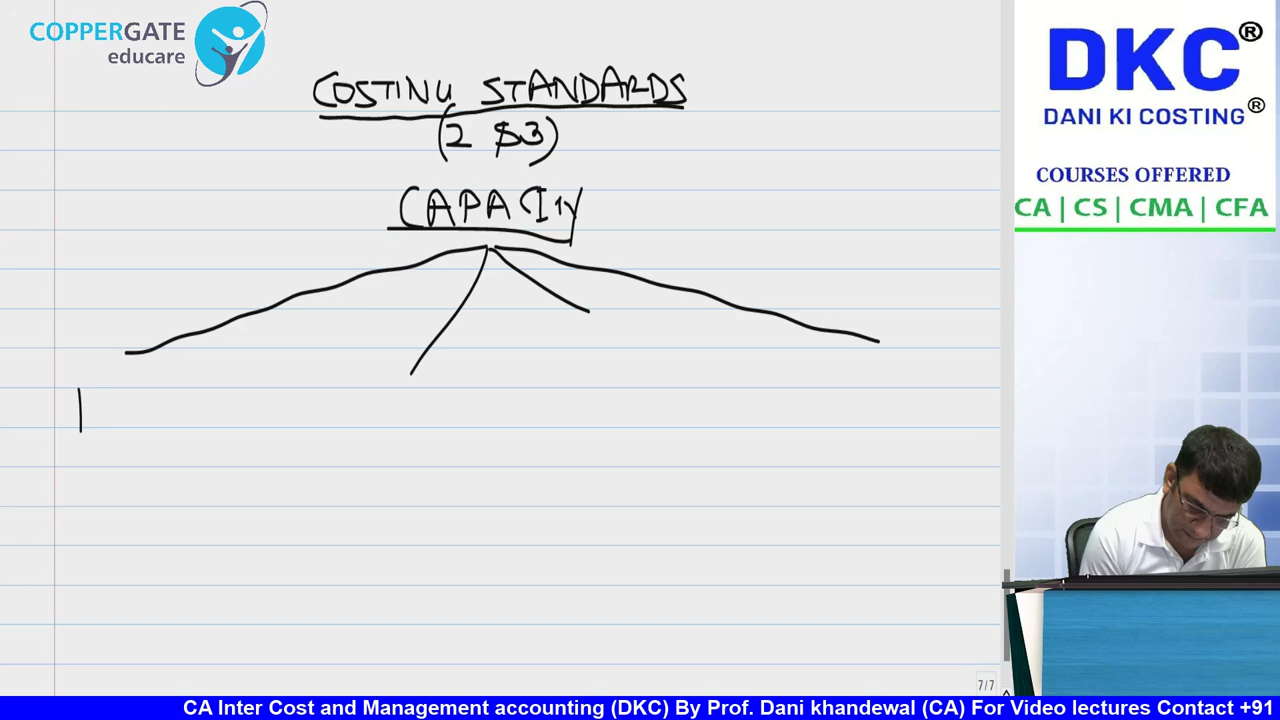 COPPERGATE
educare
COSTING STANDARDS
(2 &3)
CAPACITY
DKC®
DANI KI COSTING®
COURSES OFFERED
CA | CS | CMA | CFA
7/7
CA Inter Cost and Management accounting (DKC) By Prof. Dani khandewal (CA) For Video lectures Contact +91